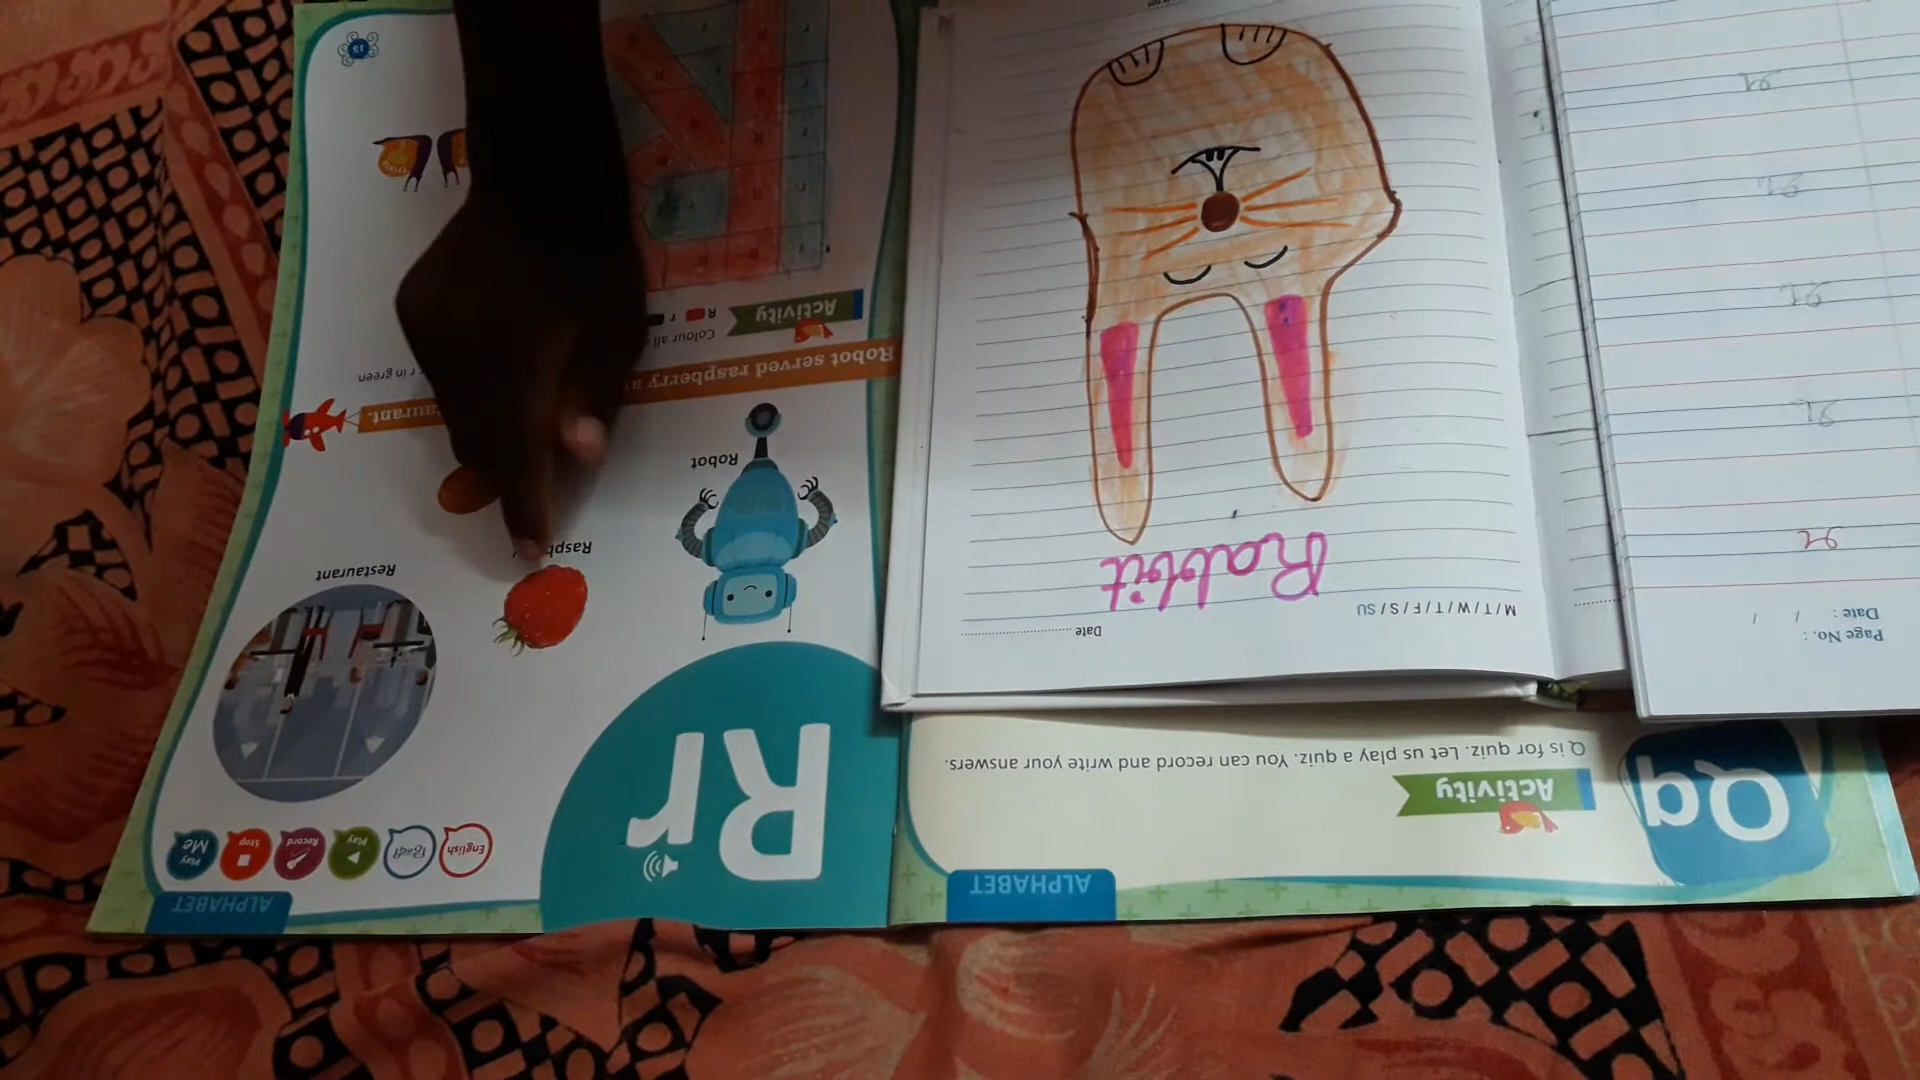 ALPHABET
English
हिन्दी
Play
Record
Stop
Play Me
Rr
Restaurant
Robot
Robot served raspberry
aurant.
Activity
Colour all
R
r
r in green.
15
ALPHABET
Qq
Activity
Q is for quiz. Let us play a quiz. You can record and write your answers.
Date
M / T / W / T / F / S / SU
Rabbit
Page No. :
Date : / /